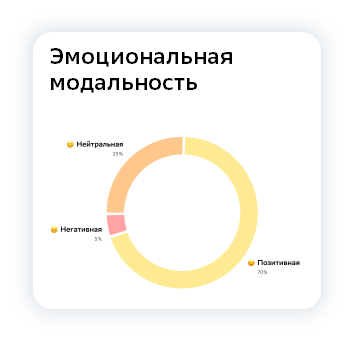 Эмоциональная
модальность
Нейтральная
25%
Негативная
5%
Позитивная
70%